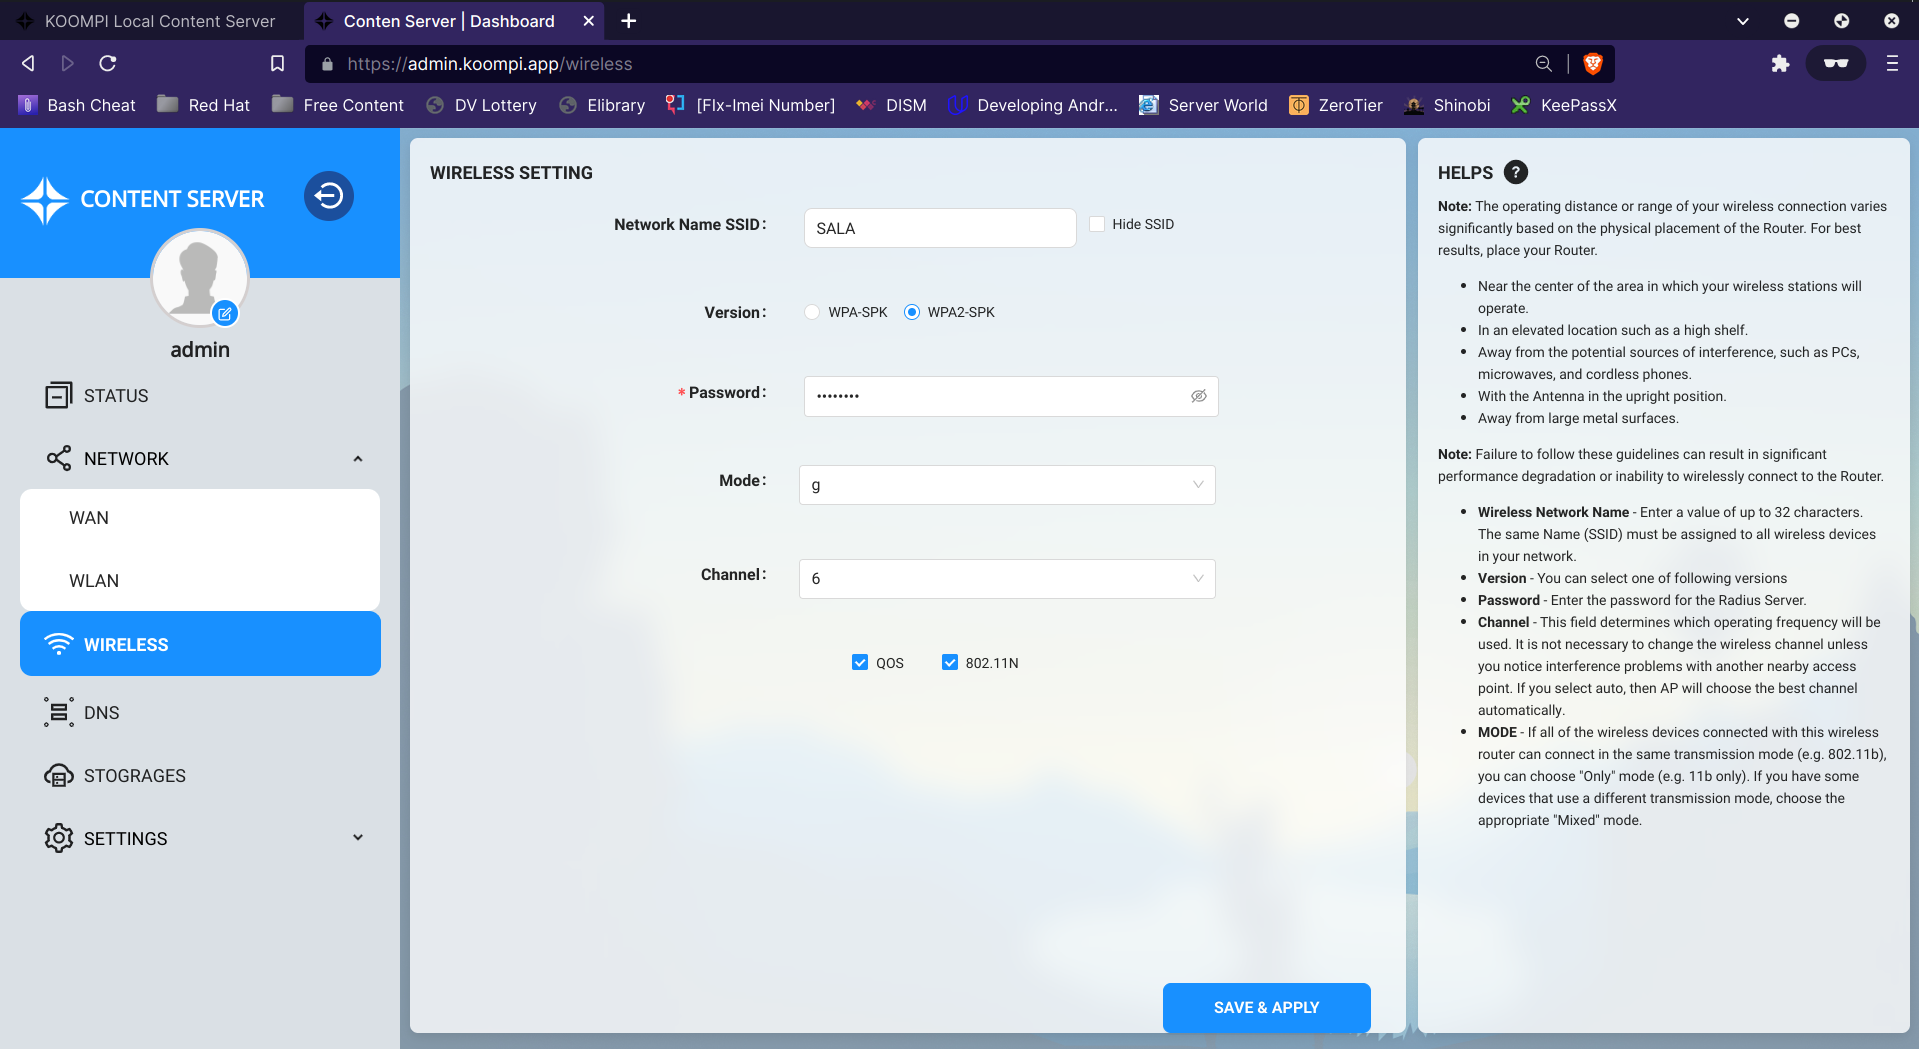 KOOMPI Local Content Server
Conten Server | Dashboard
https://admin.koompi.app/wireless
Bash Cheat
Red Hat
Free Content
DV Lottery
Elibrary
[FIx-Imei Number]
DISM
Developing Andr...
Server World
ZeroTier
Shinobi
KeePassX
CONTENT SERVER
admin
STATUS
NETWORK
WAN
WLAN
WIRELESS
DNS
STOGRAGES
SETTINGS
WIRELESS SETTING
Network Name SSID:
SALA
Hide SSID
Version:
WPA-SPK
WPA2-SPK
* Password:
••••••••
Mode:
g
Channel:
6
QOS
802.11N
SAVE & APPLY
HELPS ?
Note: The operating distance or range of your wireless connection varies
significantly based on the physical placement of the Router. For best
results, place your Router.
• Near the center of the area in which your wireless stations will
operate.
• In an elevated location such as a high shelf.
• Away from the potential sources of interference, such as PCs,
microwaves, and cordless phones.
• With the Antenna in the upright position.
• Away from large metal surfaces.
Note: Failure to follow these guidelines can result in significant
performance degradation or inability to wirelessly connect to the Router.
• Wireless Network Name - Enter a value of up to 32 characters.
The same Name (SSID) must be assigned to all wireless devices
in your network.
• Version - You can select one of following versions
• Password - Enter the password for the Radius Server.
• Channel - This field determines which operating frequency will be
used. It is not necessary to change the wireless channel unless
you notice interference problems with another nearby access
point. If you select auto, then AP will choose the best channel
automatically.
• MODE - If all of the wireless devices connected with this wireless
router can connect in the same transmission mode (e.g. 802.11b),
you can choose "Only" mode (e.g. 11b only). If you have some
devices that use a different transmission mode, choose the
appropriate "Mixed" mode.